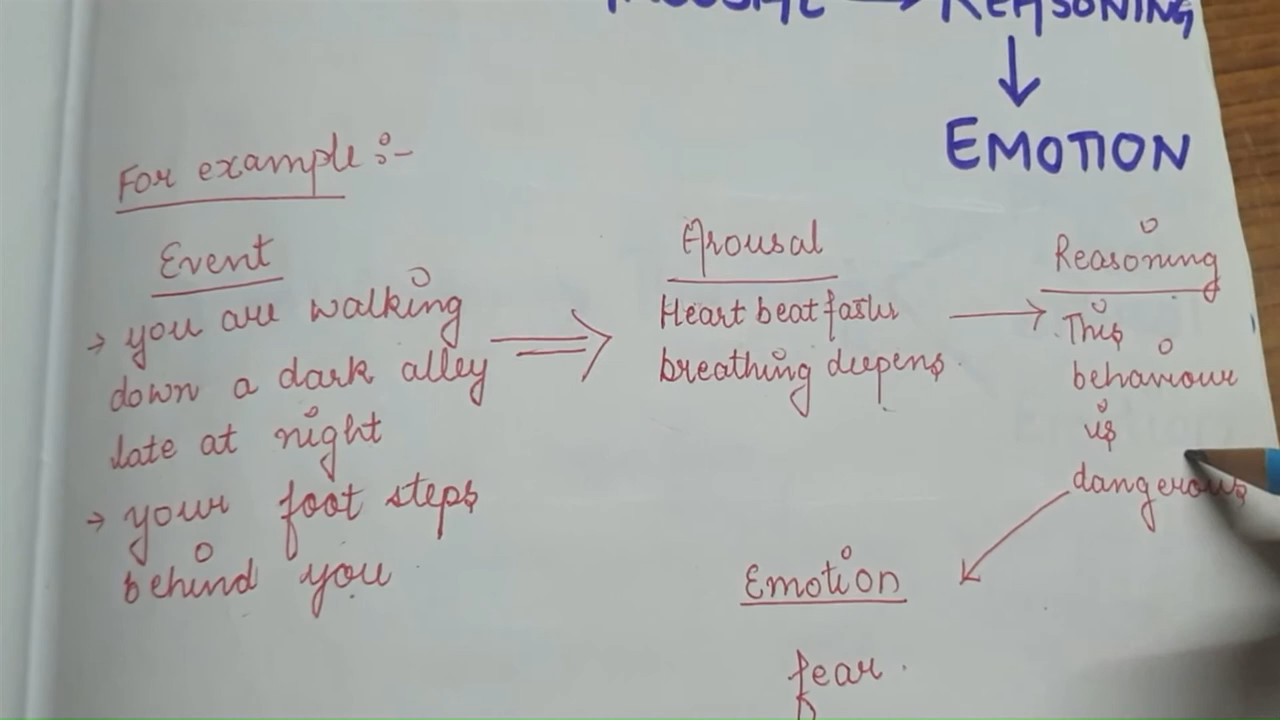 REASONING
EMOTION
For example :-
Event
→ you are walking
down a dark alley
late at night
→ your foot steps
behind you
Arousal
Heart beat faster
breathing deepens.
Reasoning
This
behaviour
is
dangerous
Emotion
fear.